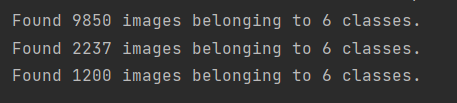 Found 9850 images belonging to 6 classes.
Found 2237 images belonging to 6 classes.
Found 1200 images belonging to 6 classes.